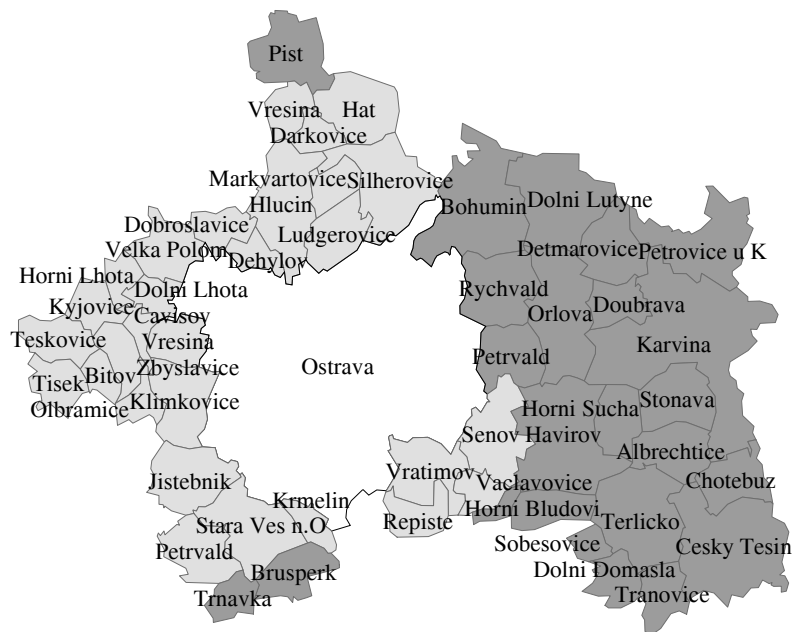 Pist
Vresina
Hat
Darkovice
Markvartovice
Silherovice
Hlucin
Bohumin
Dolni Lutyne
Dobroslavice
Ludgerovice
Velka Polom
Dehylov
Detmarovice
Petrovice u K
Horni Lhota
Dolni Lhota
Rychvald
Kyjovice
Cavisov
Orlova
Doubrava
Teskovice
Vresina
Karvina
Petrvald
Zbyslavice
Ostrava
Tisek
Bitov
Olbramice
Klimkovice
Horni Sucha
Stonava
Senov
Havirov
Albrechtice
Vratimov
Jistebnik
Vaclavovice
Chotebuz
Krmelin
Horni Bludovi
Stara Ves n.O
Repiste
Terlicko
Petrvald
Sobesovice
Cesky Tesin
Brusperk
Dolni Domasla
Trnavka
Tranovice